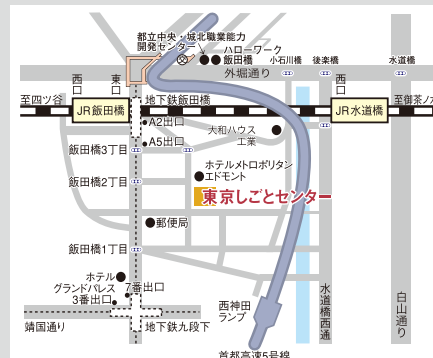 都立中央・城北職業能力
開発センター
ハローワーク
飯田橋
小石川橋
後楽橋
水道橋
外堀通り
西口
東口
西口
至四ツ谷
JR飯田橋
地下鉄飯田橋
JR水道橋
至御茶ノ水
A2出口
大和ハウス
工業
A5出口
飯田橋3丁目
ホテルメトロポリタン
エドモント
飯田橋2丁目
東京しごとセンター
郵便局
飯田橋1丁目
ホテル
グランドパレス
7番出口
3番出口
西神田
ランプ
水道橋西通
白山通り
靖国通り
地下鉄九段下
首都高速5号線